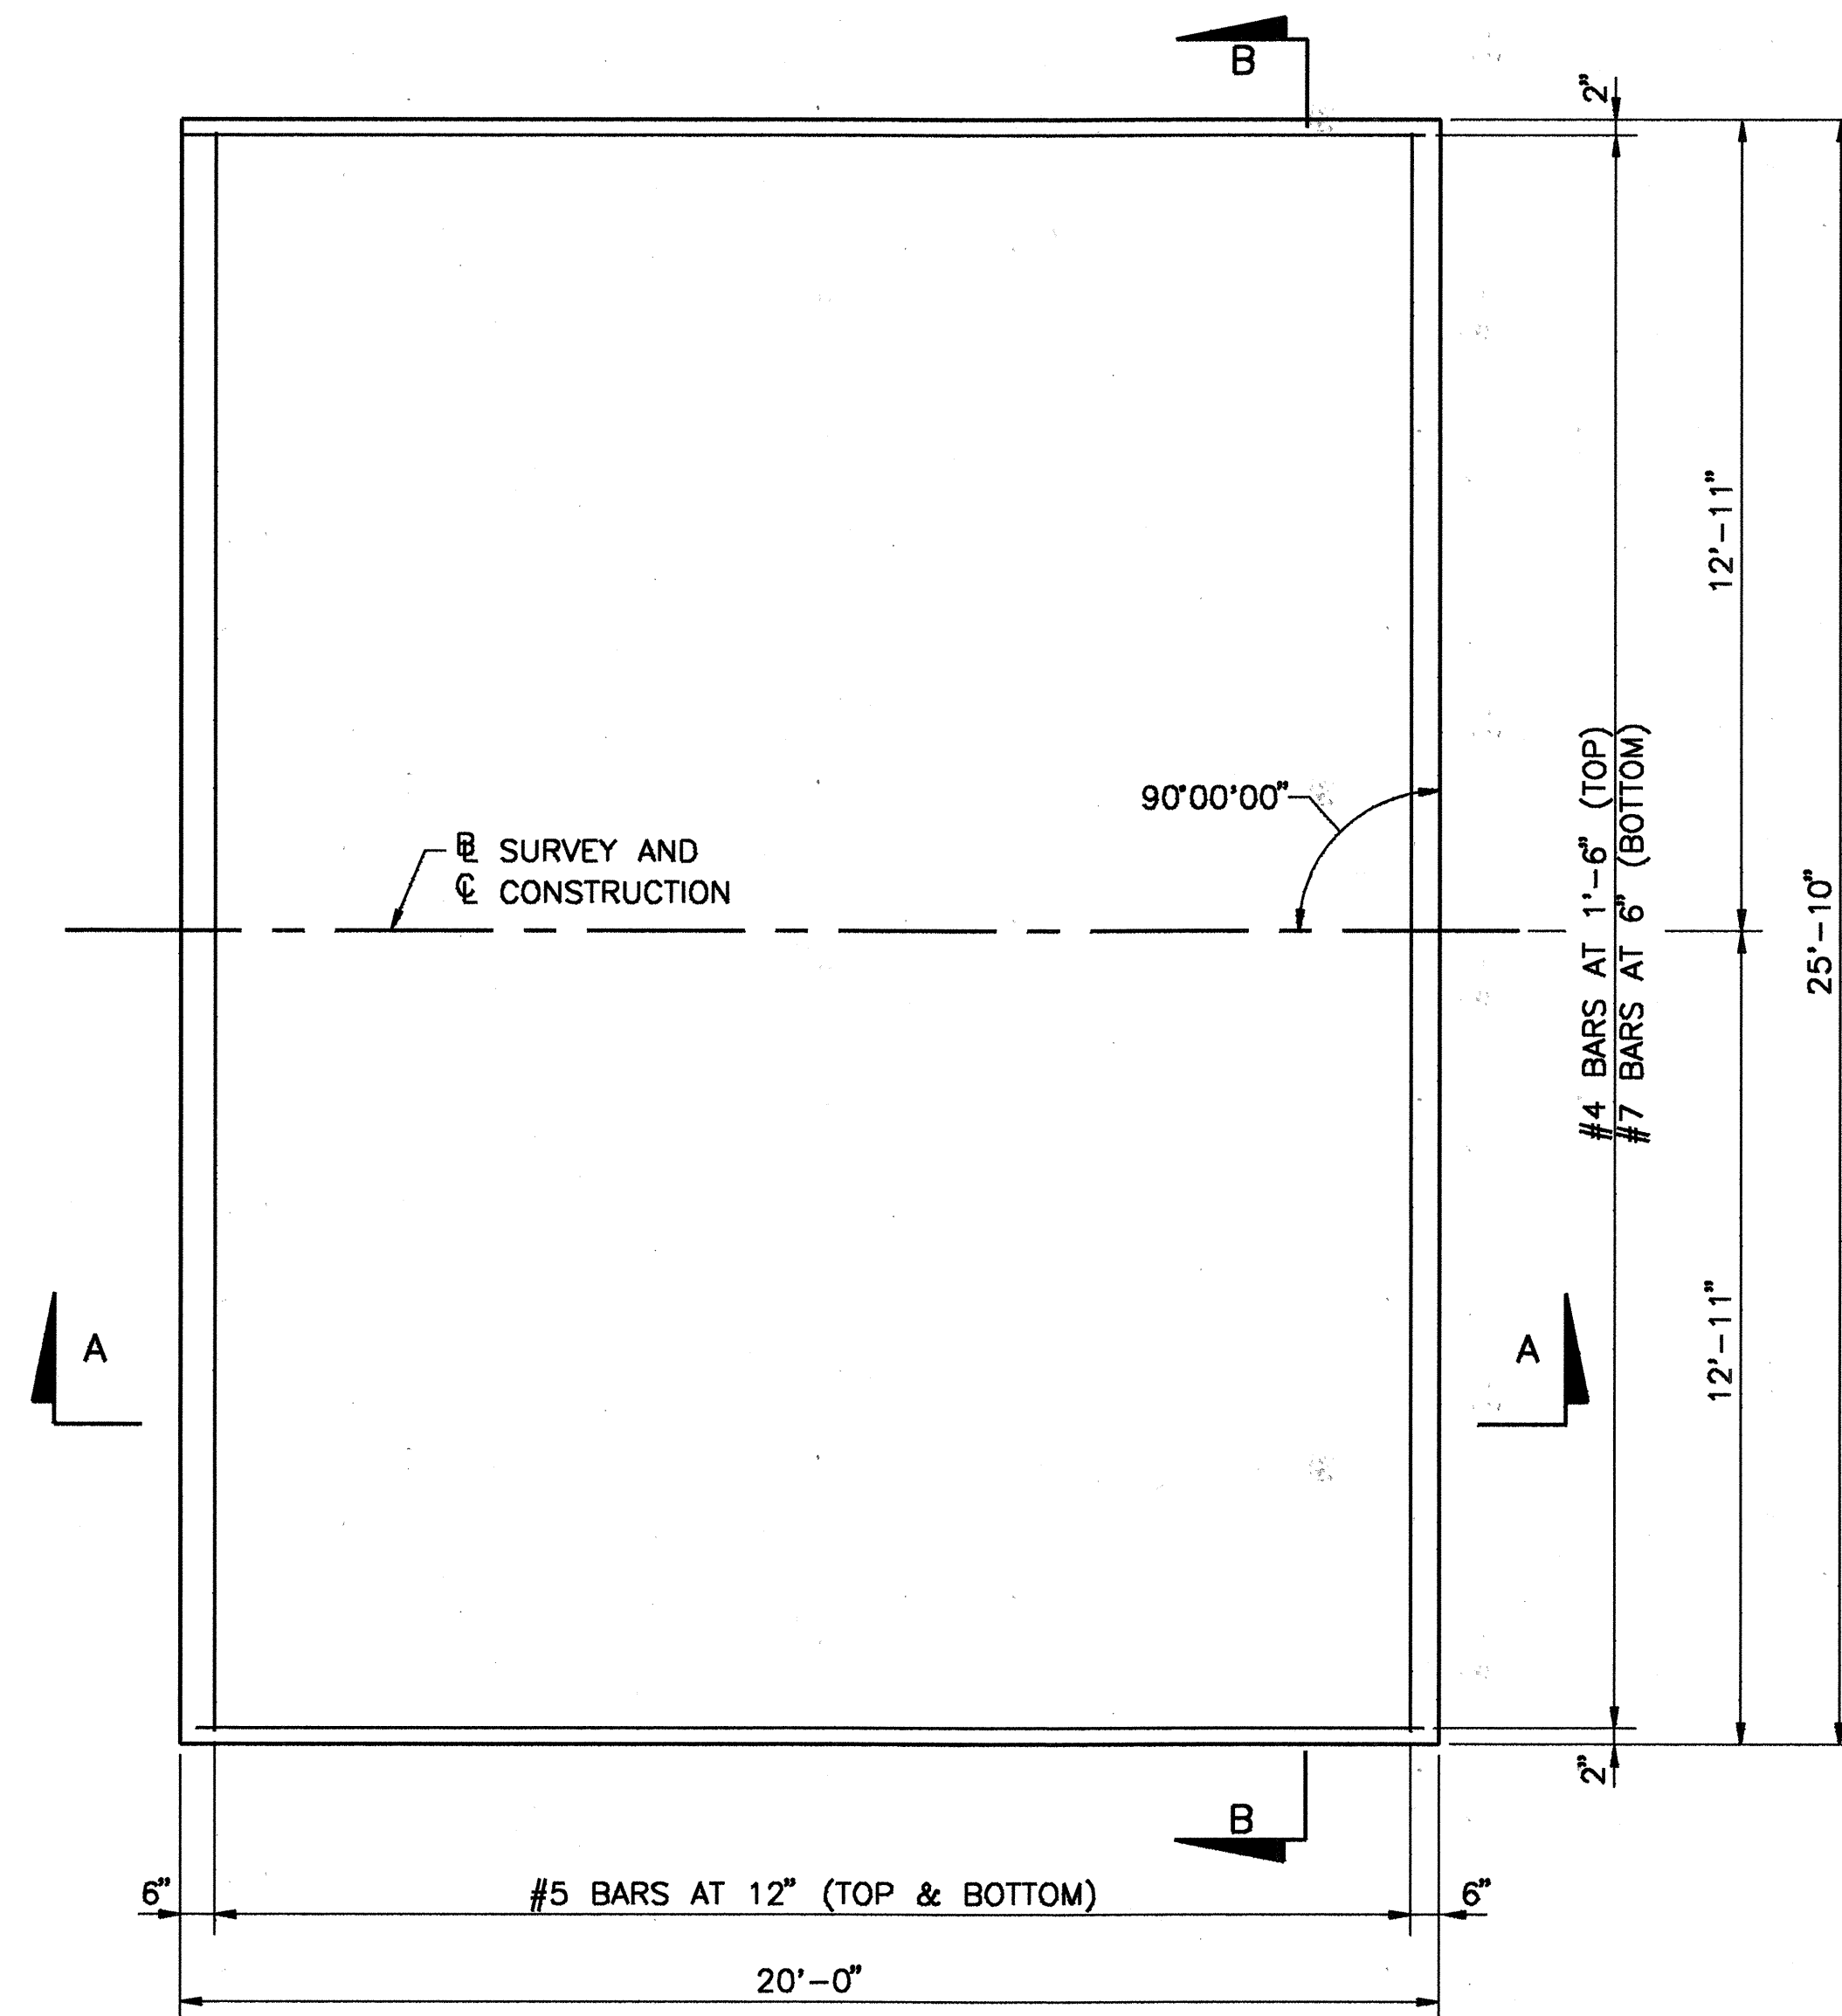 B
2"
12'-11"
#4 BARS AT 1'-6" (TOP)
#7 BARS AT 6" (BOTTOM)
90°00'00"
℄ SURVEY AND
℄ CONSTRUCTION
25'-10"
A
A
12'-11"
2"
B
6"
#5 BARS AT 12" (TOP & BOTTOM)
6"
20'-0"